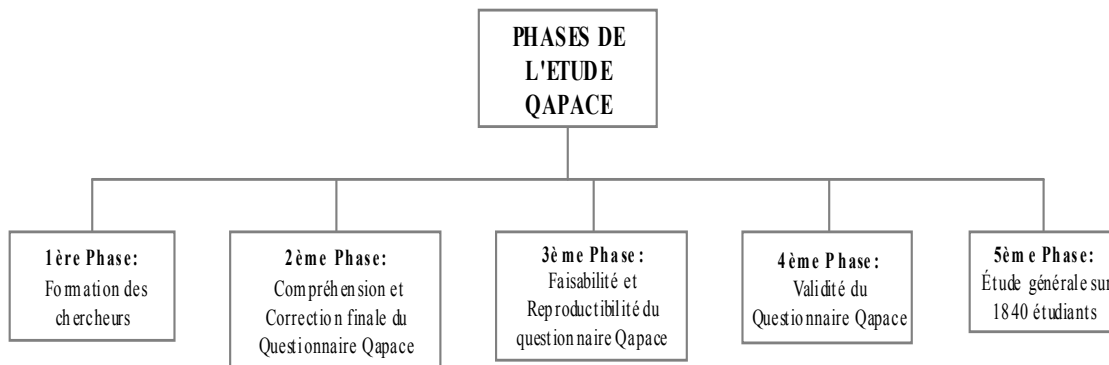 PHASES DE
L'ETUDE
QAPACE
1ère Phase:
Formation des
chercheurs
2ème Phase:
Compréhension et
Correction finale du
Questionnaire Qapace
3ème Phase:
Faisabilité et
Reproductibilité du
questionnaire Qapace
4ème Phase:
Validité du
Questionnaire Qapace
5ème Phase:
Étude générale sur
1840 étudiants